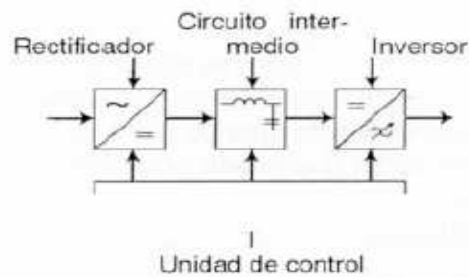 Circuito inter-
Rectificador medio Inversor
Unidad de control